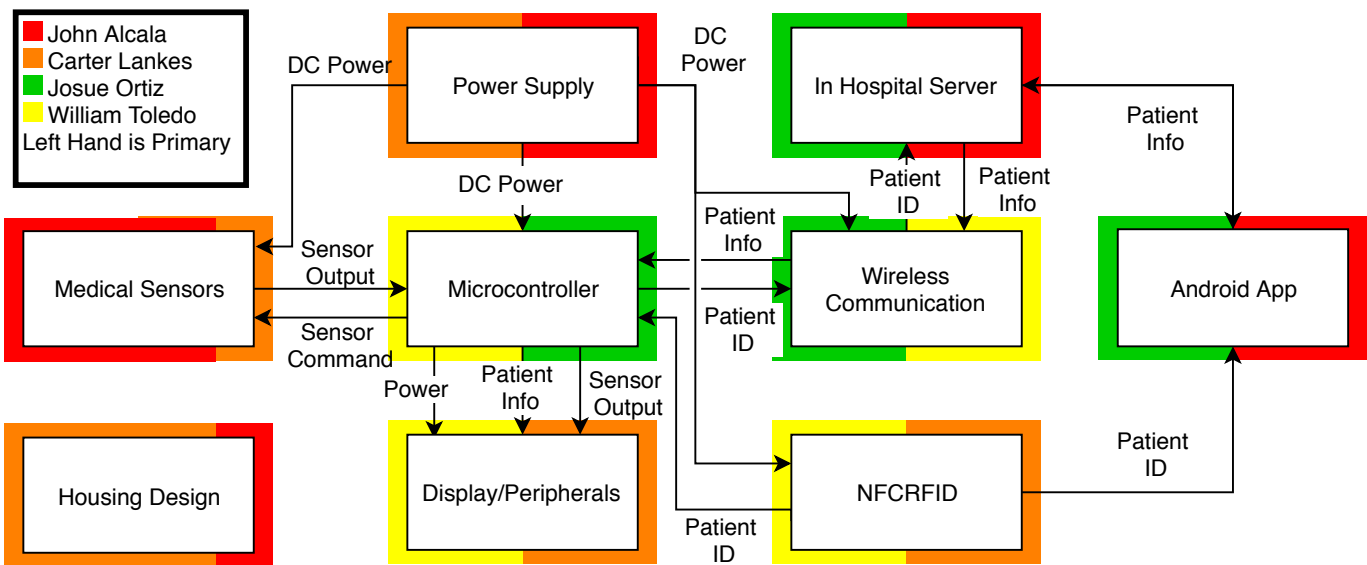 John Alcala
Carter Lankes
Josue Ortiz
William Toledo
Left Hand is Primary
DC Power
Power Supply
DC
Power
In Hospital Server
Patient
Info
DC Power
Patient
ID
Patient
Info
Medical Sensors
Sensor
Output
Microcontroller
Patient
Info
Wireless
Communication
Android App
Sensor
Command
Patient
ID
Power
Patient
Info
Sensor
Output
Housing Design
Display/Peripherals
Patient
ID
NFCRFID
Patient
ID